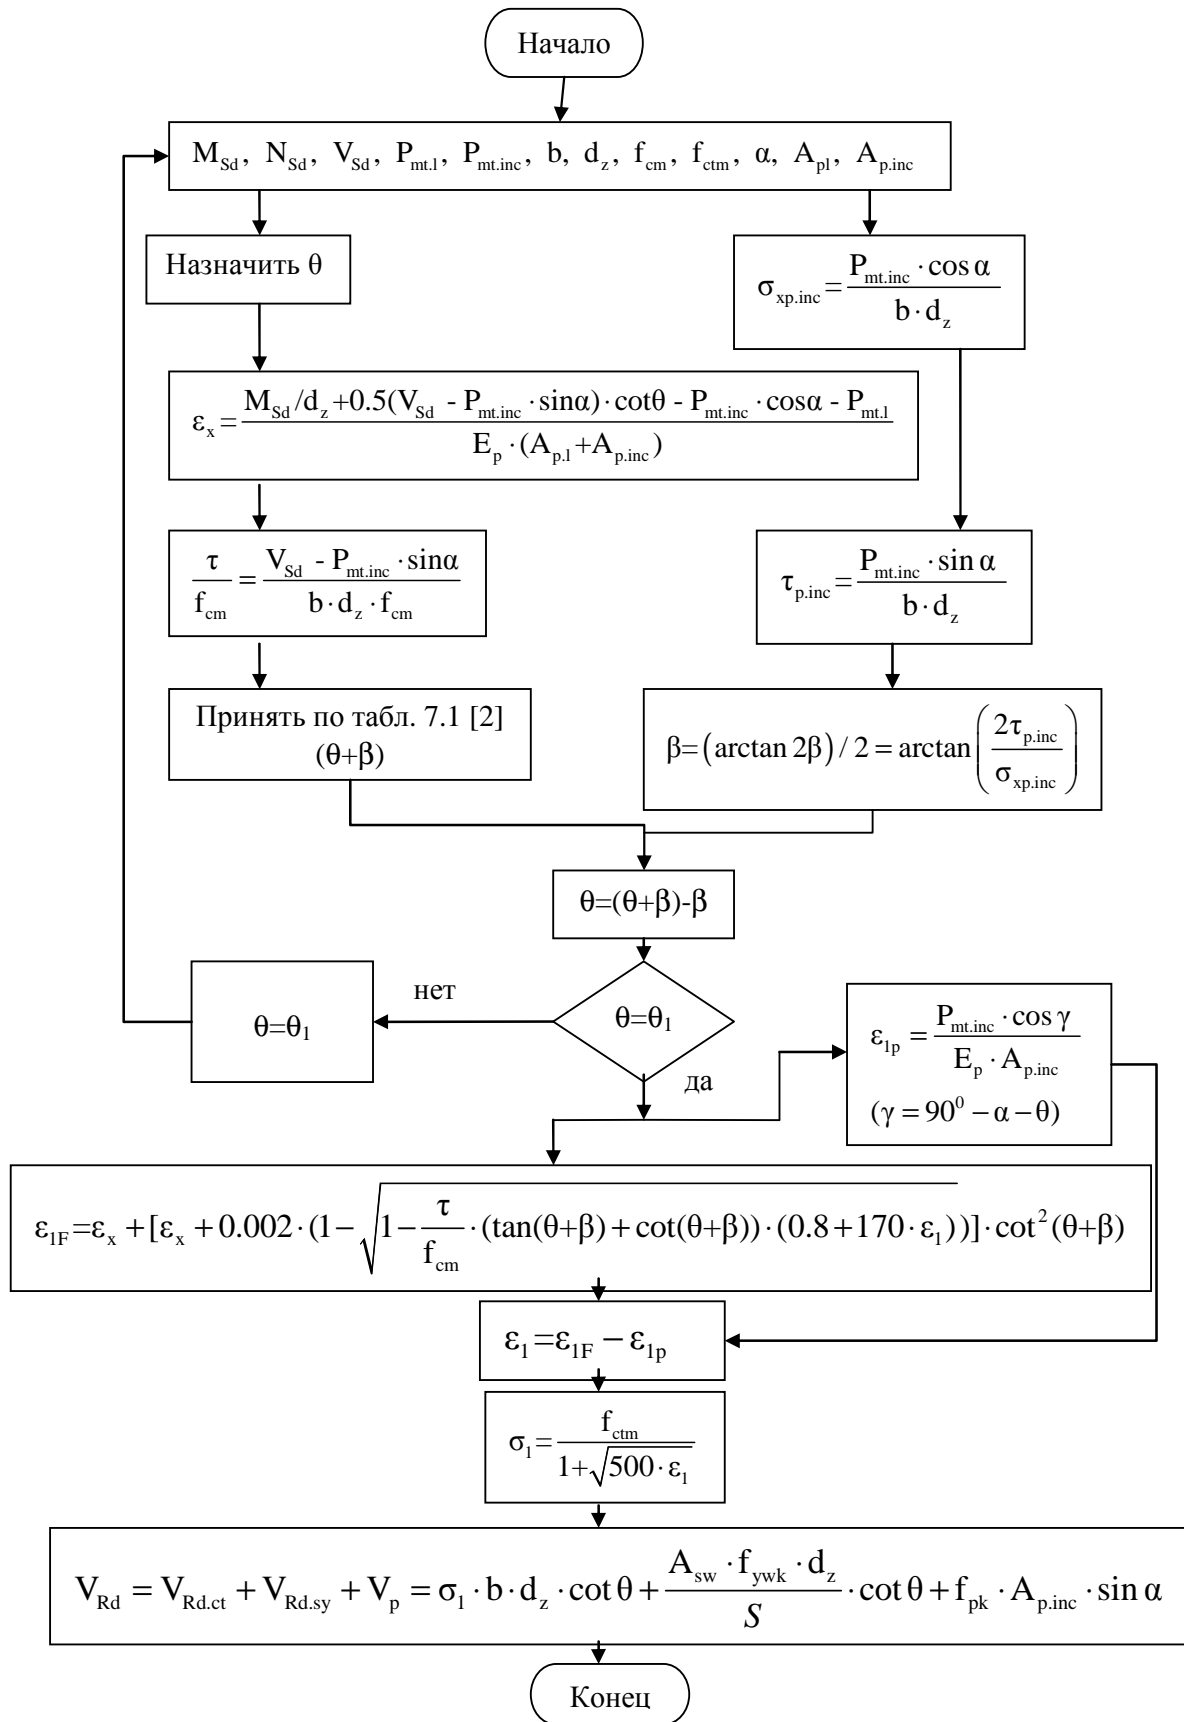 Начало
M_Sd, N_Sd, V_Sd, P_mt.l, P_mt.inc, b, d_z, f_cm, f_ctm, α, A_pl, A_p.inc
Назначить θ
σ_xp.inc = (P_mt.inc · cos α) / (b · d_z)
ε_x = (M_Sd/d_z+0.5(V_Sd - P_mt.inc · sinα) · cotθ - P_mt.inc · cosα - P_mt.l) / (E_p · (A_p.l+A_p.inc))
τ / f_cm = (V_Sd - P_mt.inc · sinα) / (b · d_z · f_cm)
τ_p.inc = (P_mt.inc · sin α) / (b · d_z)
Принять по табл. 7.1 [2]
(θ+β)
β=(arctan 2β) / 2 = arctan(2τ_p.inc / σ_xp.inc)
θ=(θ+β)-β
θ=θ_1
нет
θ=θ_1
да
ε_1p = (P_mt.inc · cos γ) / (E_p · A_p.inc)
(γ = 90^0 − α − θ)
ε_1F=ε_x + [ε_x + 0.002 · (1−√(1− τ/f_cm · (tan(θ+β) + cot(θ+β)) · (0.8 + 170 · ε_1)))] · cot^2(θ+β)
ε_1=ε_1F − ε_1p
σ_1= f_ctm / (1+√(500 · ε_1))
V_Rd = V_Rd.ct + V_Rd.sy + V_p = σ_1 · b · d_z · cot θ + (A_sw · f_ywk · d_z) / S · cot θ + f_pk · A_p.inc · sin α
Конец